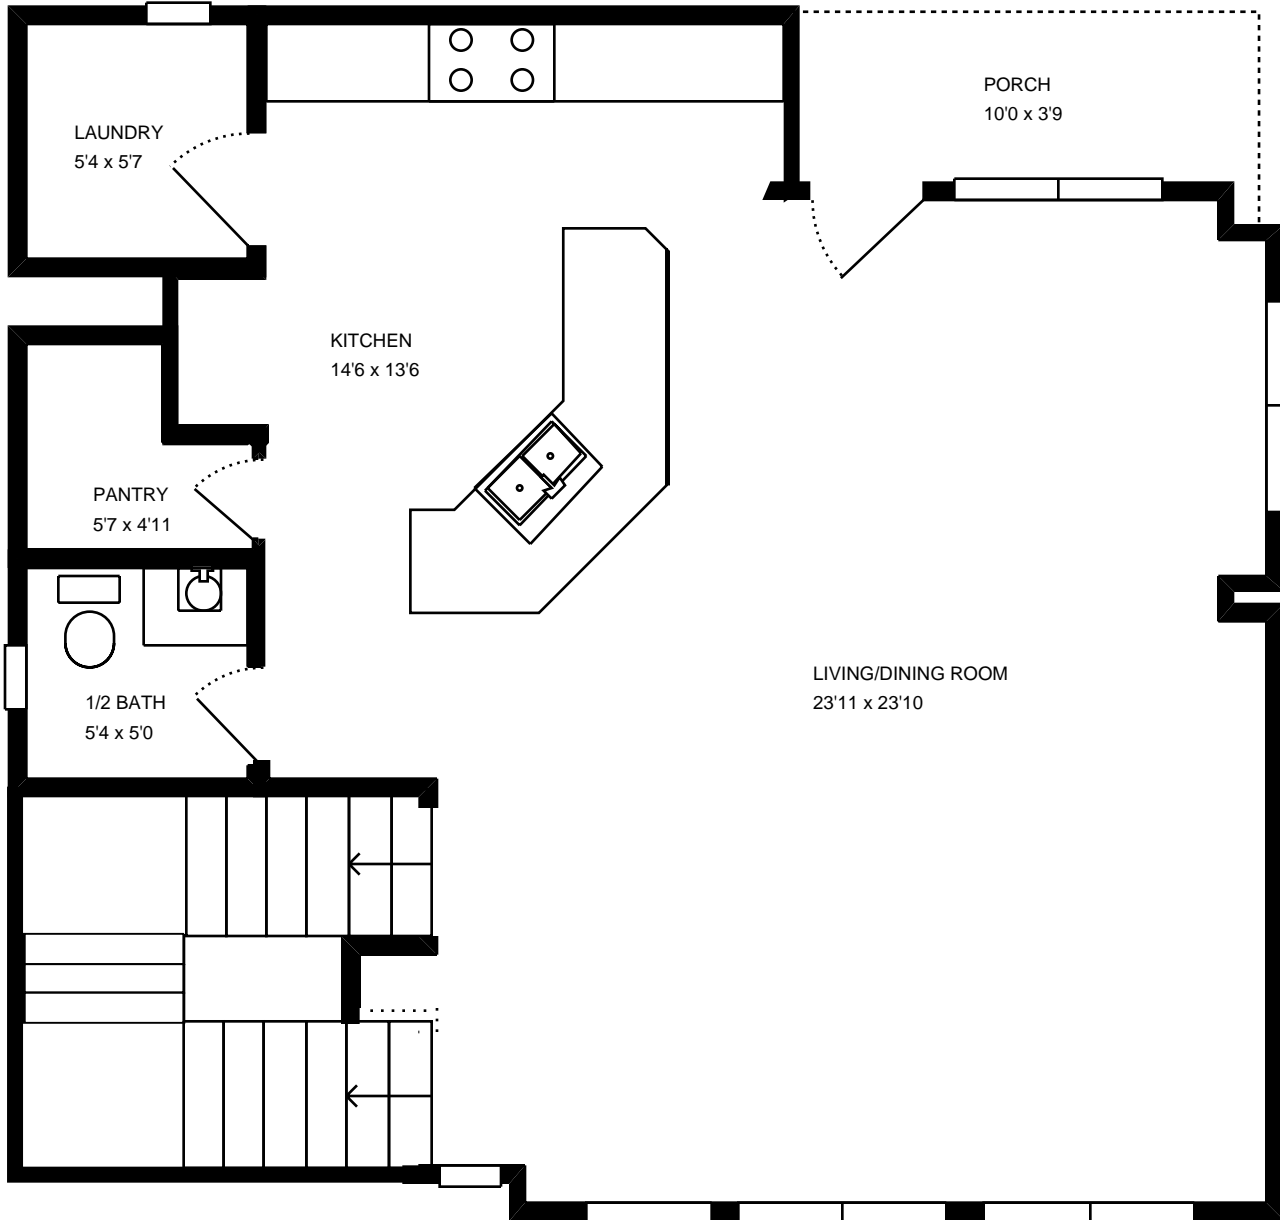 PORCH
10'0 x 3'9
LAUNDRY
5'4 x 5'7
KITCHEN
14'6 x 13'6
PANTRY
5'7 x 4'11
LIVING/DINING ROOM
23'11 x 23'10
1/2 BATH
5'4 x 5'0